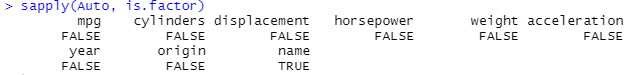 > sapply(Auto, is.factor)
mpg cylinders displacement horsepower weight acceleration
FALSE FALSE FALSE FALSE FALSE FALSE
year origin name
FALSE FALSE TRUE